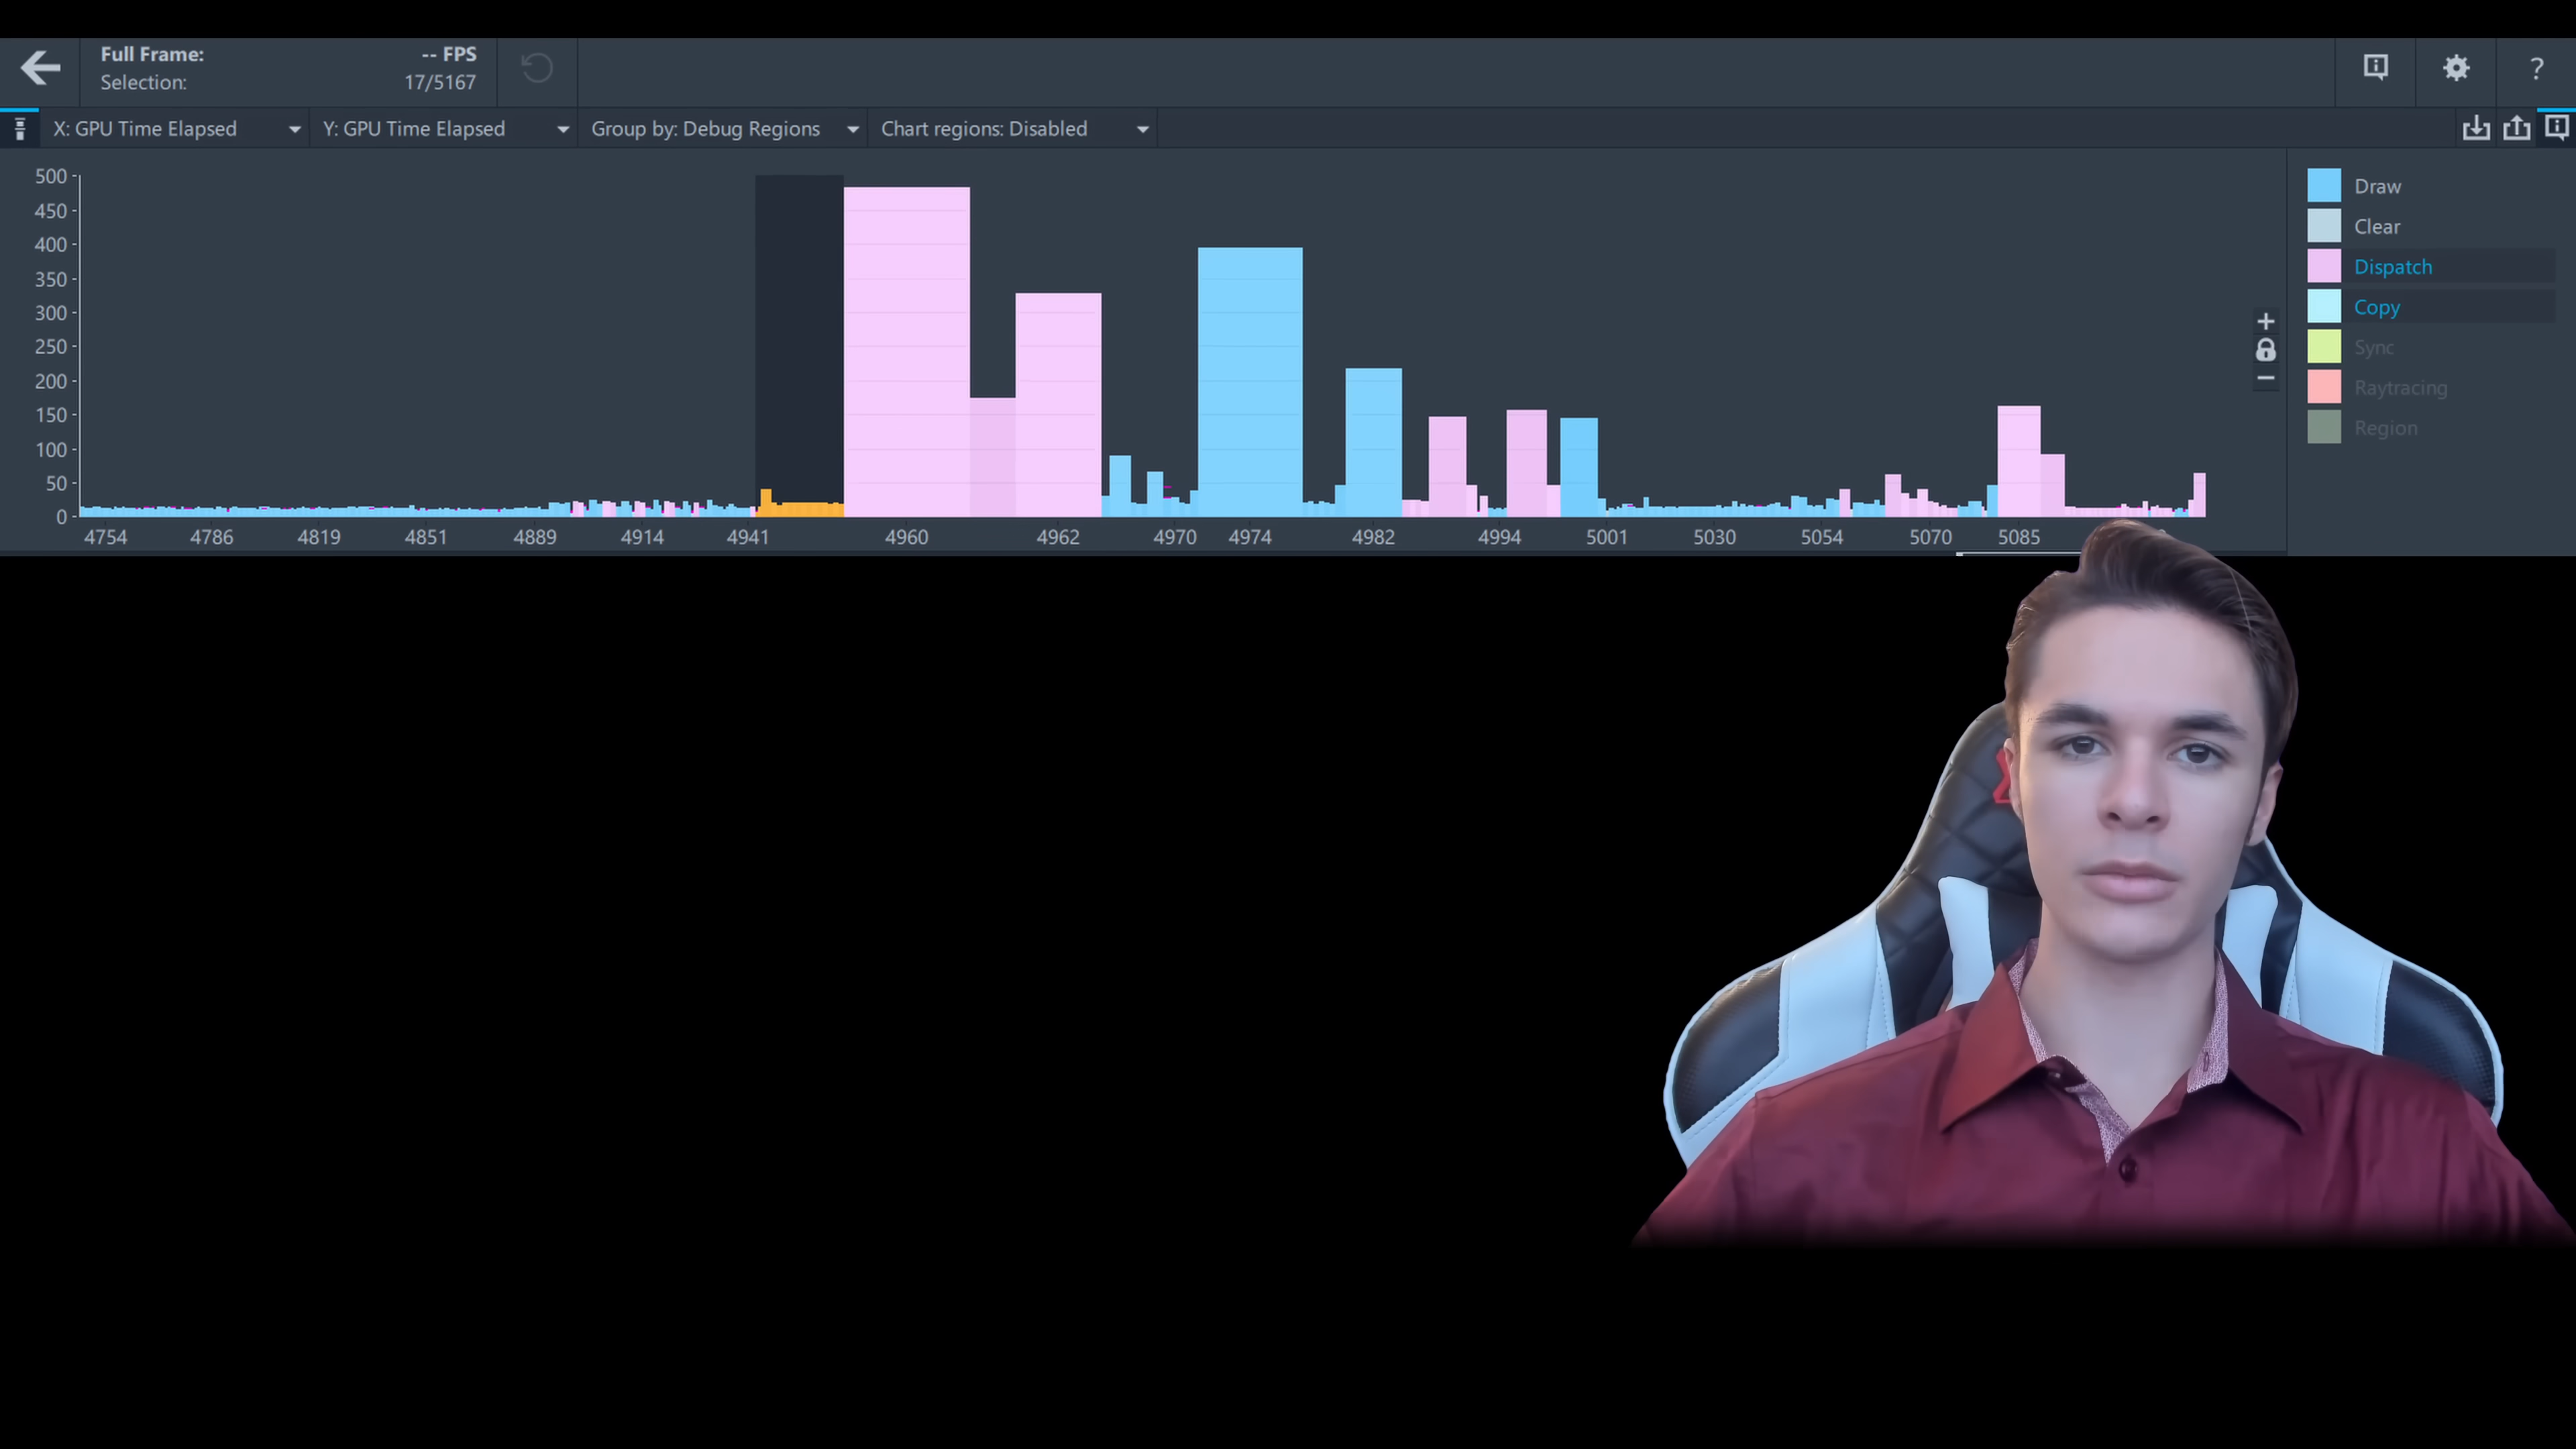 Full Frame: -- FPS
Selection: 17/5167
X: GPU Time Elapsed Y: GPU Time Elapsed Group by: Debug Regions Chart regions: Disabled
500
450
400
350
300
250
200
150
100
50
0
4754 4786 4819 4851 4889 4914 4941 4960 4962 4970 4974 4982 4994 5001 5030 5054 5070 5085
Draw
Clear
Dispatch
Copy
Sync
Raytracing
Region
?